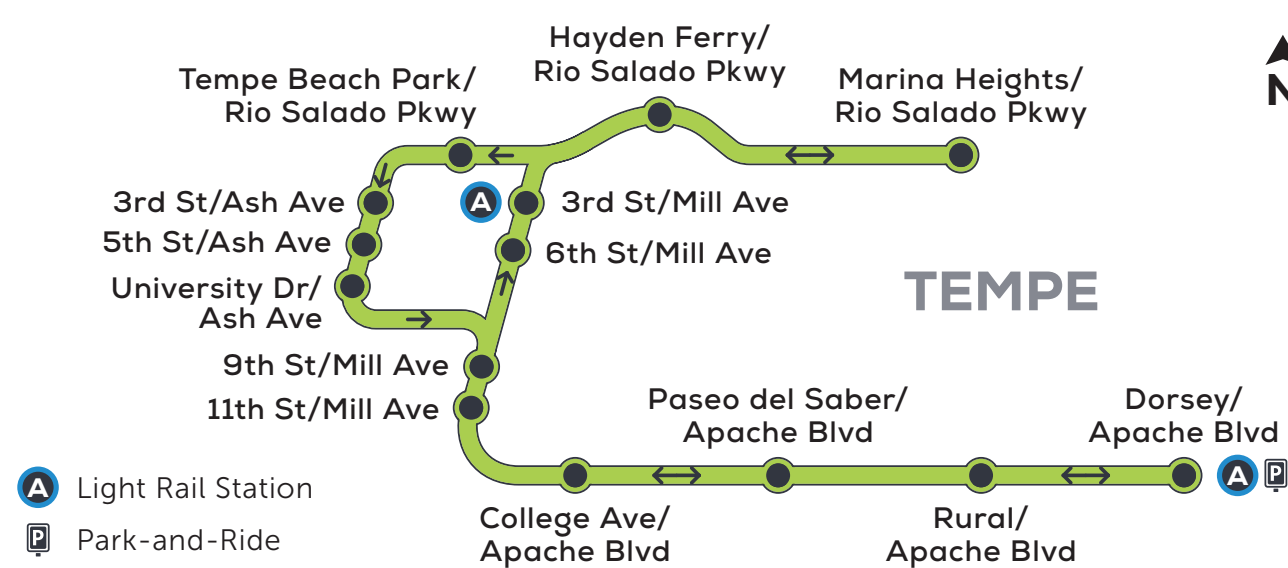 Hayden Ferry/
Rio Salado Pkwy
Tempe Beach Park/
Rio Salado Pkwy
Marina Heights/
Rio Salado Pkwy
N
3rd St/Ash Ave
A
3rd St/Mill Ave
5th St/Ash Ave
6th St/Mill Ave
University Dr/
Ash Ave
TEMPE
9th St/Mill Ave
11th St/Mill Ave
Paseo del Saber/
Apache Blvd
Dorsey/
Apache Blvd
A P
College Ave/
Apache Blvd
Rural/
Apache Blvd
A Light Rail Station
P Park-and-Ride